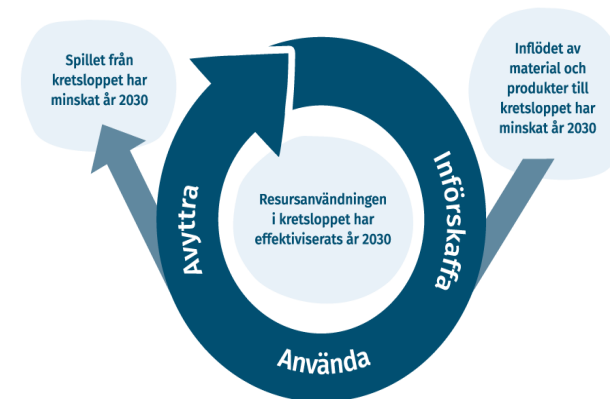 Spillet från
kretsloppet har
minskat år 2030
Inflödet av
material och
produkter till
kretsloppet har
minskat år 2030
Resursanvändningen
i kretsloppet har
effektiviserats år 2030
Införskaffa
Använda
Avyttra